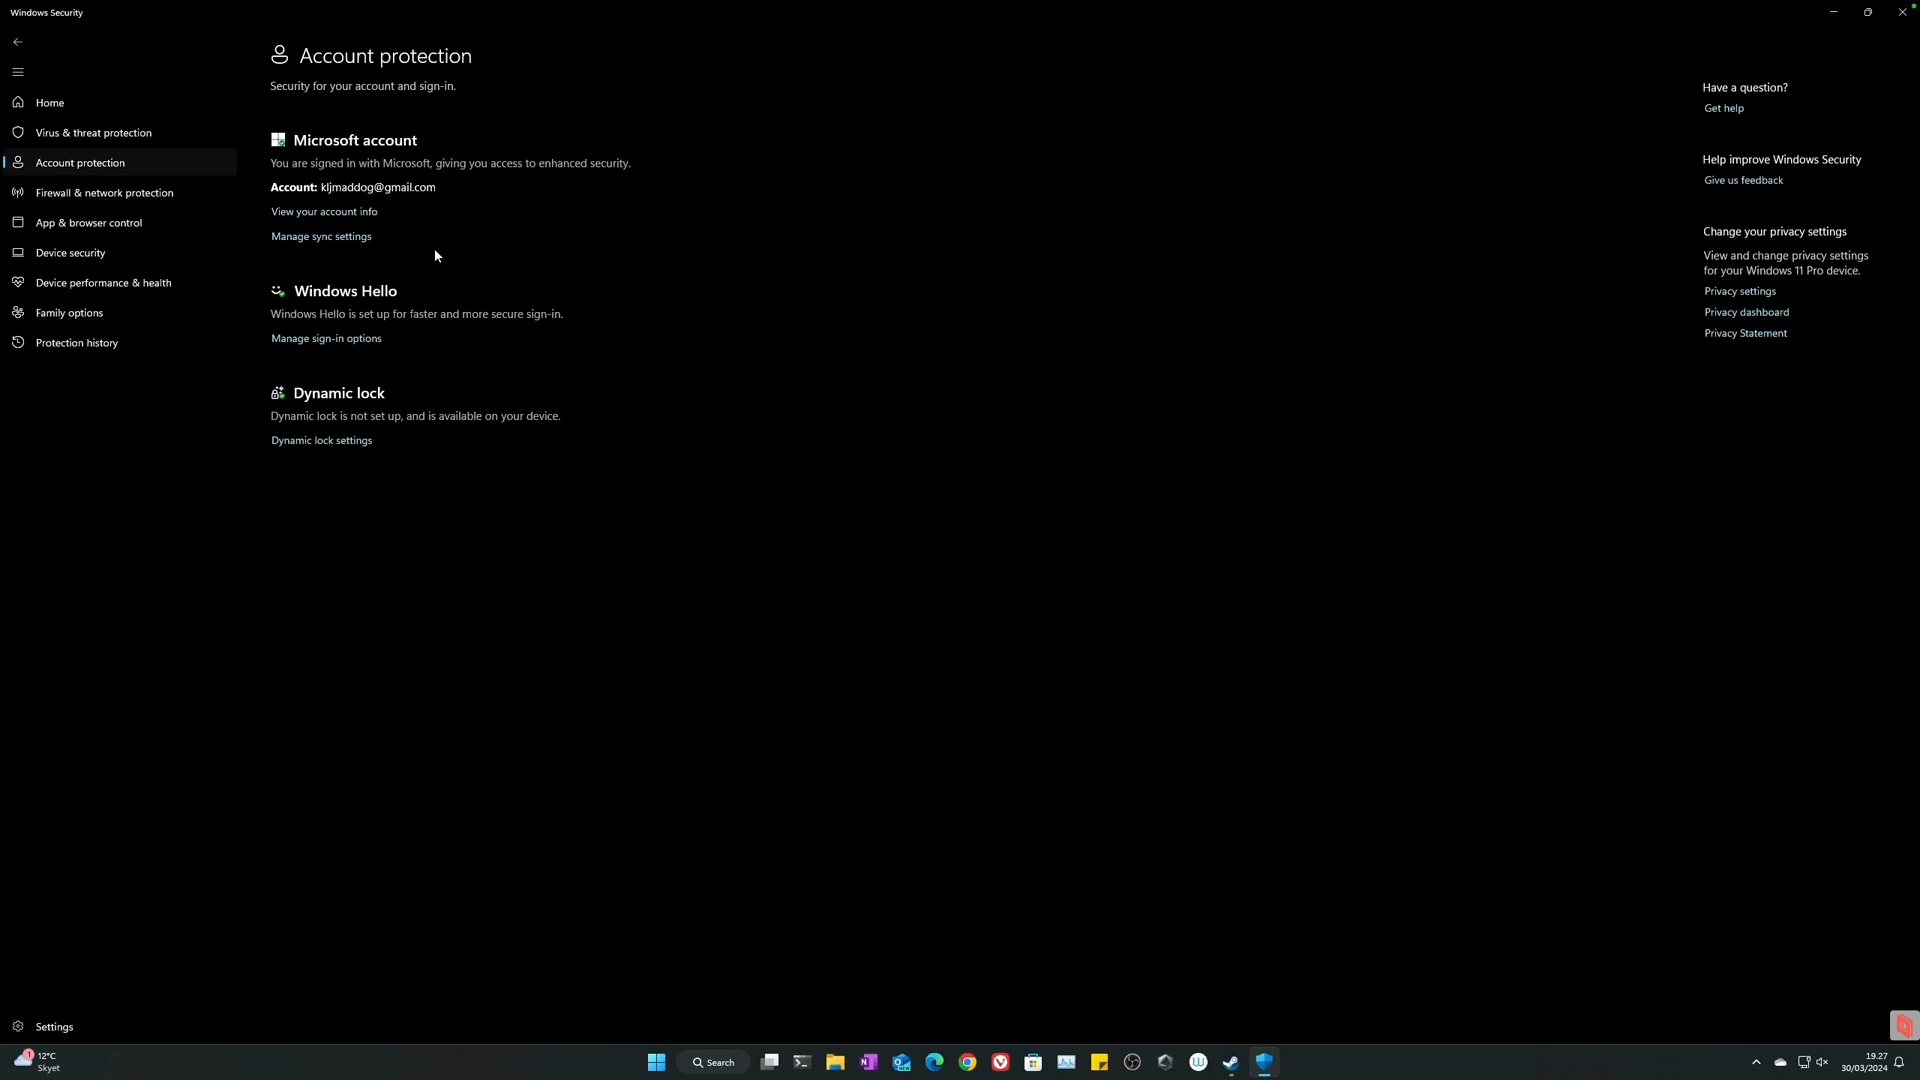 Windows Security
Home
Virus & threat protection
Account protection
Firewall & network protection
App & browser control
Device security
Device performance & health
Family options
Protection history
Settings
Account protection
Security for your account and sign-in.
Microsoft account
You are signed in with Microsoft, giving you access to enhanced security.
Account: kljmaddog@gmail.com
View your account info
Manage sync settings
Windows Hello
Windows Hello is set up for faster and more secure sign-in.
Manage sign-in options
Dynamic lock
Dynamic lock is not set up, and is available on your device.
Dynamic lock settings
Have a question?
Get help
Help improve Windows Security
Give us feedback
Change your privacy settings
View and change privacy settings
for your Windows 11 Pro device.
Privacy settings
Privacy dashboard
Privacy Statement
1
12°C
Skyet
Search
19.27
30/03/2024